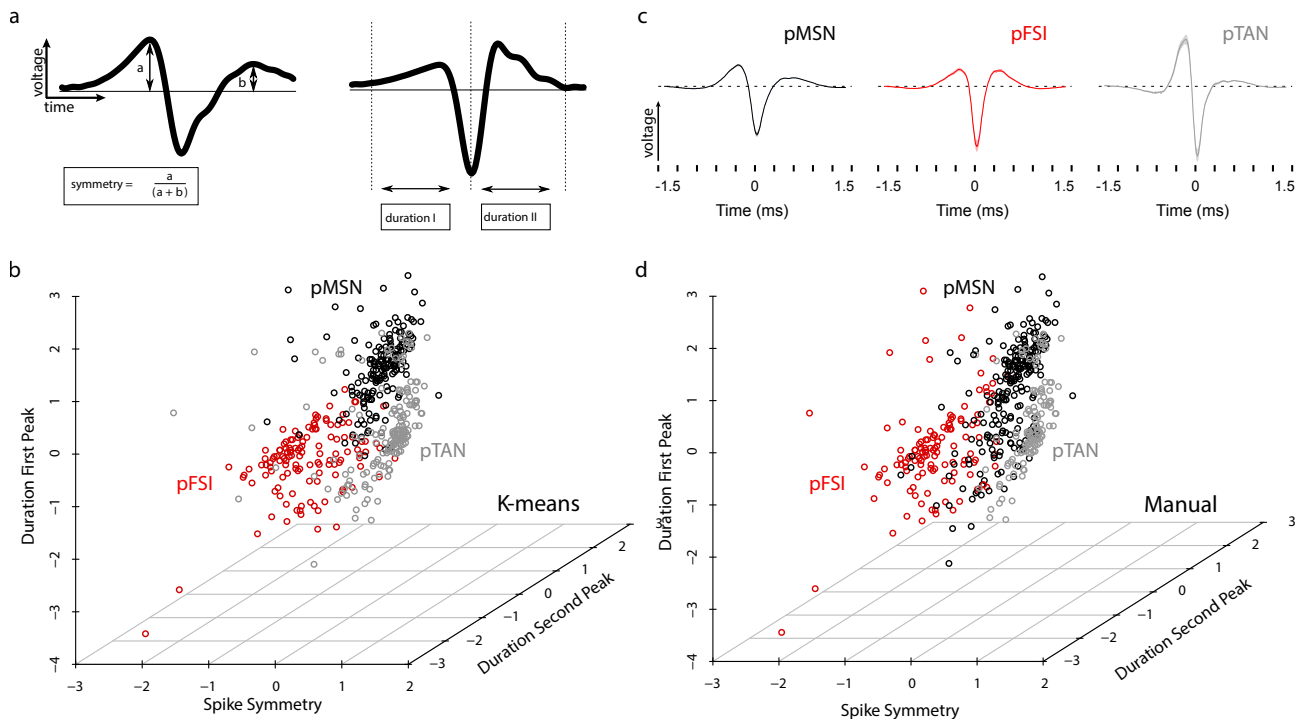 a
voltage
time
a
b
symmetry = a
(a + b)
duration I
duration II
c
pMSN
pFSI
pTAN
voltage
-1.5 0 1.5
Time (ms)
-1.5 0 1.5
Time (ms)
-1.5 0 1.5
Time (ms)
b
pMSN
pTAN
pFSI
K-means
Duration First Peak
3
2
1
0
−1
−2
−3
−4
−3 −2 −1 0 1 2
Spike Symmetry
−3
−2
−1
0
1
2
3
Duration Second Peak
d
pMSN
pTAN
pFSI
Manual
Duration First Peak
3
2
1
0
−1
−2
−3
−4
−3 −2 −1 0 1 2
Spike Symmetry
−3
−2
−1
0
1
2
3
Duration Second Peak